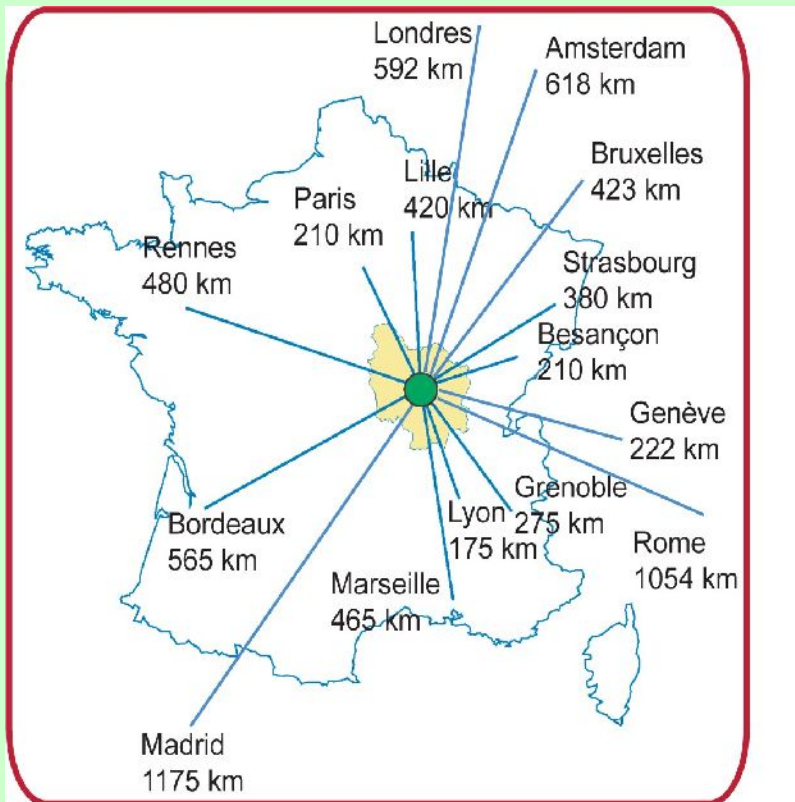 Londres
592 km
Amsterdam
618 km
Bruxelles
423 km
Lille
420 km
Paris
210 km
Rennes
480 km
Strasbourg
380 km
Besançon
210 km
Genève
222 km
Grenoble
275 km
Lyon
175 km
Bordeaux
565 km
Rome
1054 km
Marseille
465 km
Madrid
1175 km